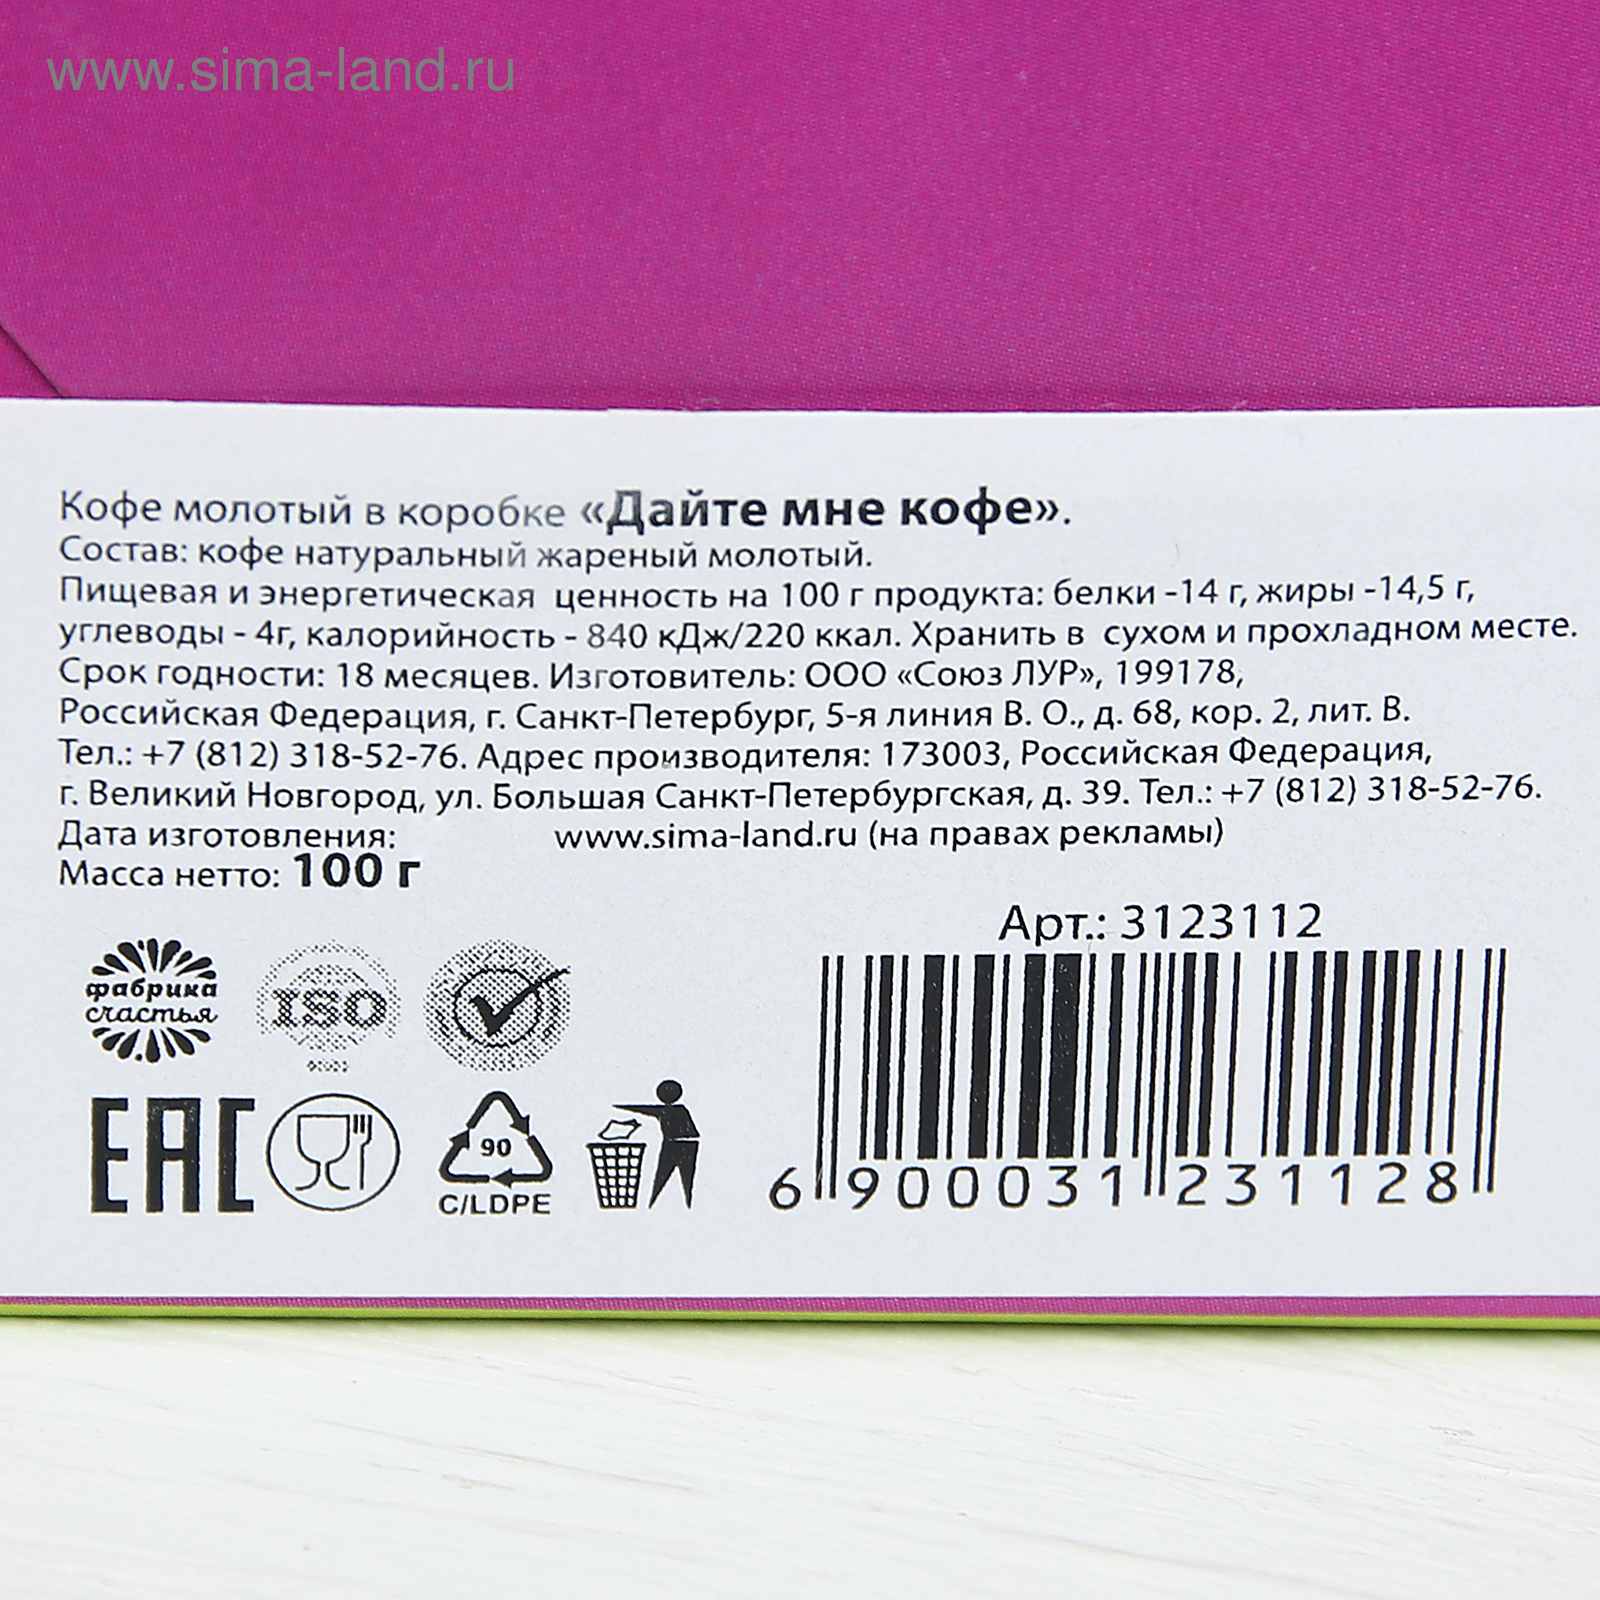 www.sima-land.ru
Кофе молотый в коробке «Дайте мне кофе».
Состав: кофе натуральный жареный молотый.
Пищевая и энергетическая ценность на 100 г продукта: белки -14 г, жиры -14,5 г,
углеводы - 4г, калорийность - 840 кДж/220 ккал. Хранить в сухом и прохладном месте.
Срок годности: 18 месяцев. Изготовитель: ООО «Союз ЛУР», 199178,
Российская Федерация, г. Санкт-Петербург, 5-я линия В. О., д. 68, кор. 2, лит. В.
Тел.: +7 (812) 318-52-76. Адрес производителя: 173003, Российская Федерация,
г. Великий Новгород, ул. Большая Санкт-Петербургская, д. 39. Тел.: +7 (812) 318-52-76.
Дата изготовления: www.sima-land.ru (на правах рекламы)
Масса нетто: 100 г
Арт.: 3123112
фабрика
счастья
ISO
EAC
90
C/LDPE
6 900031 231128